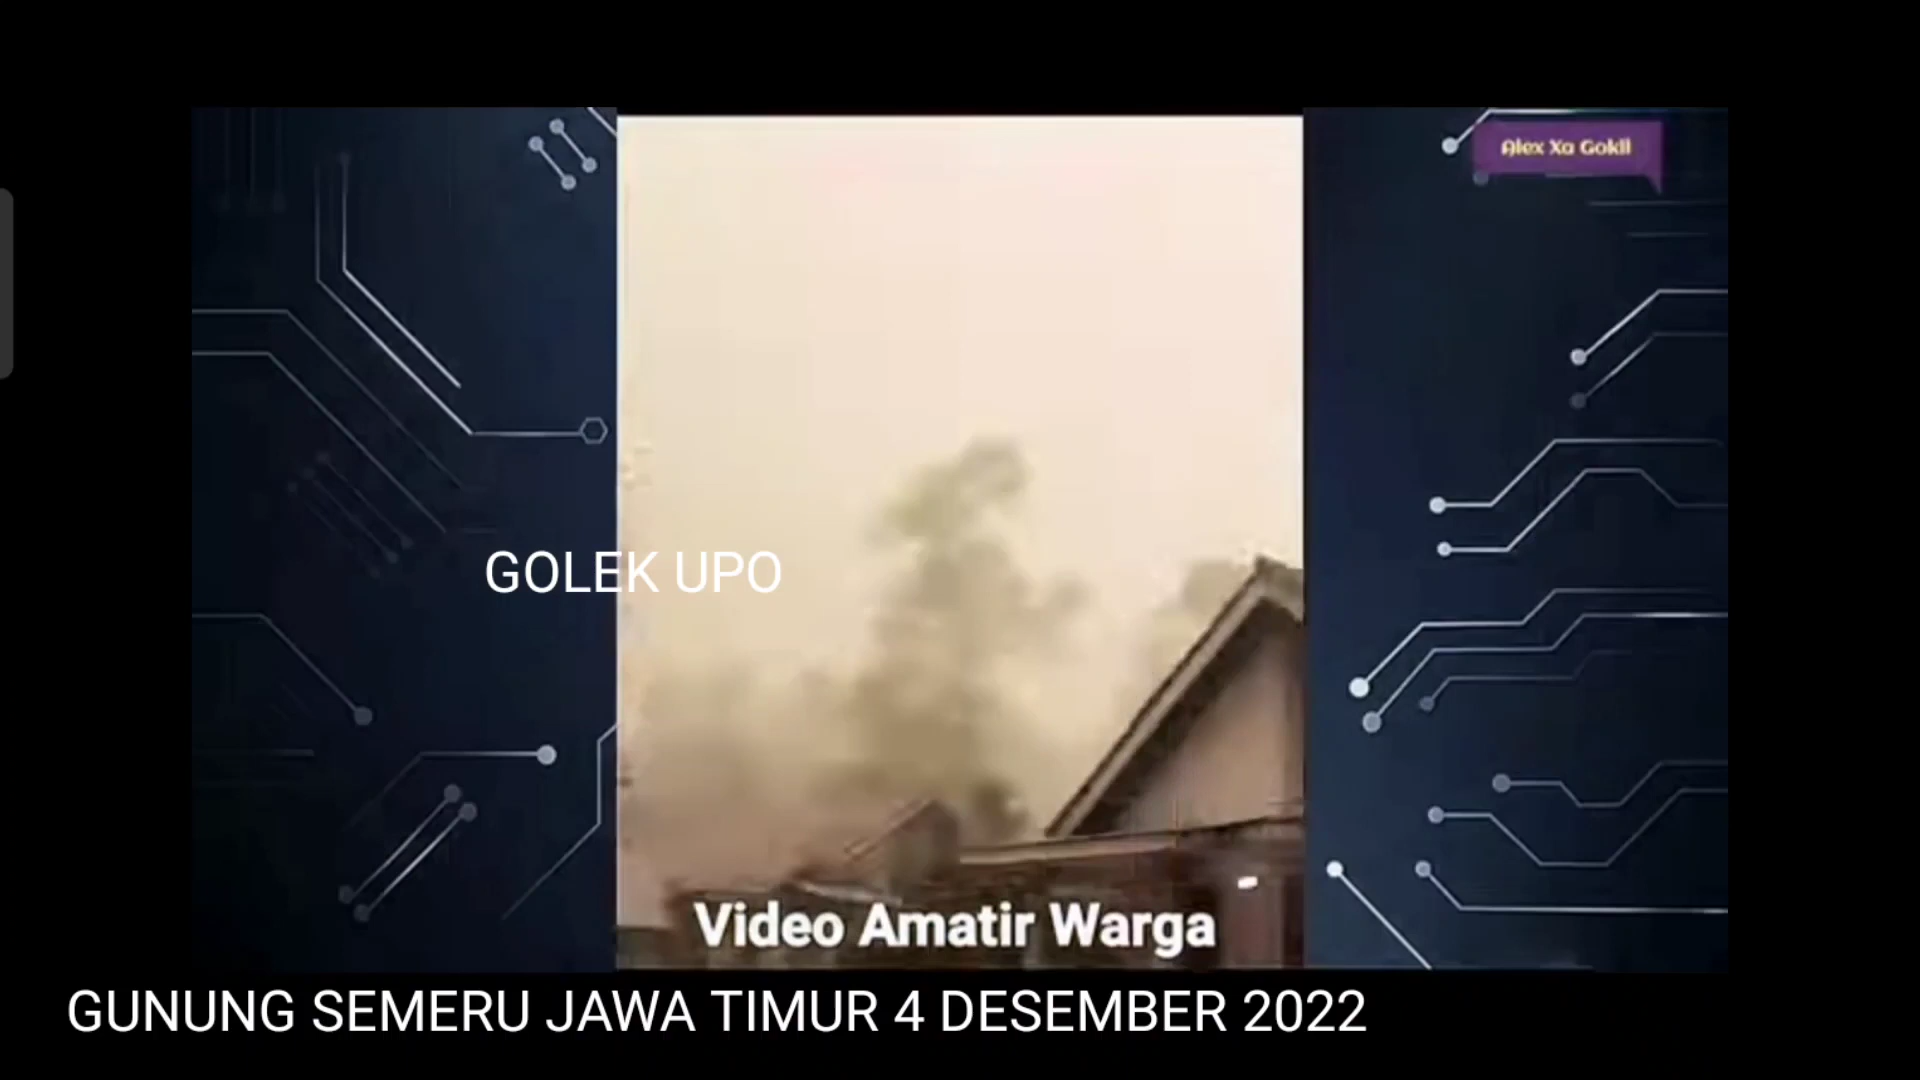 Alex Xa Gokil
GOLEK UPO
Video Amatir Warga
GUNUNG SEMERU JAWA TIMUR 4 DESEMBER 2022